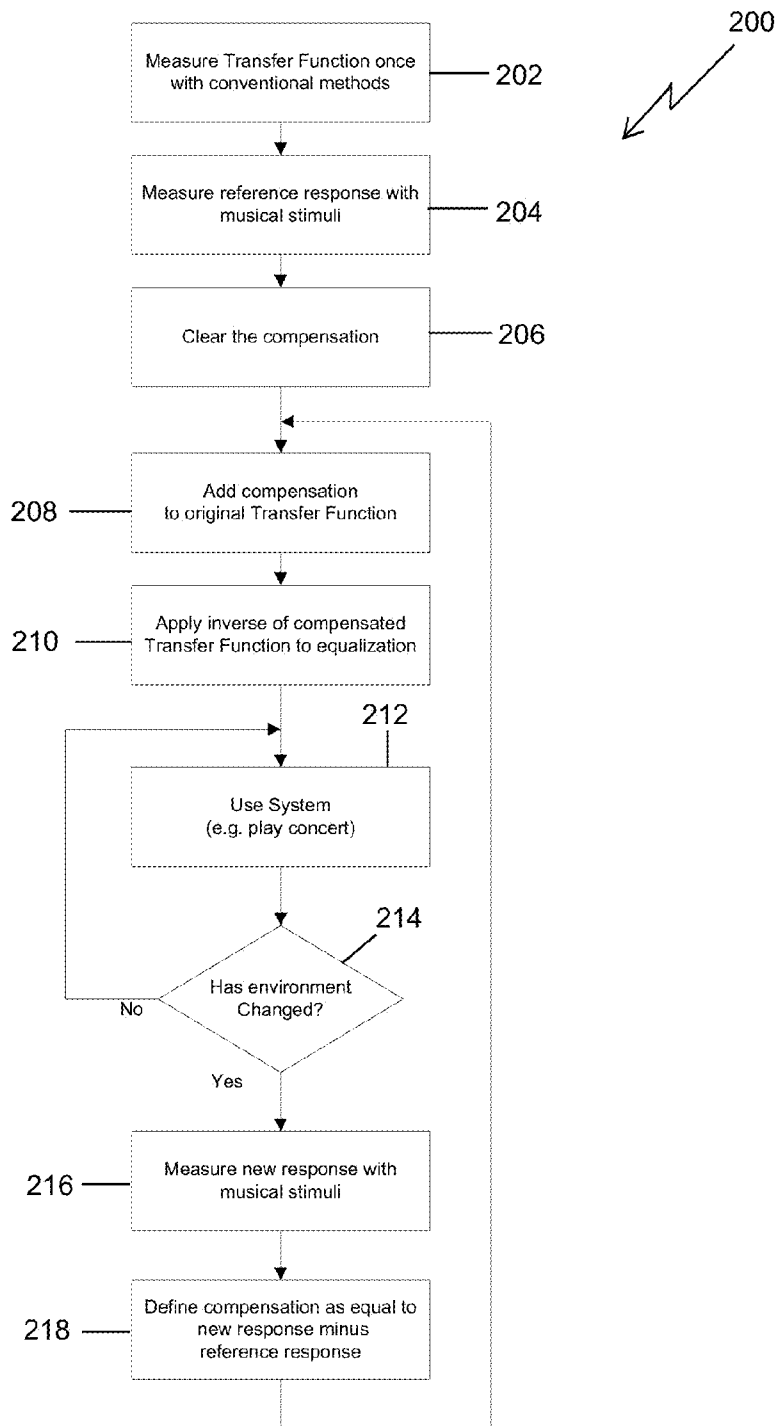 200
Measure Transfer Function once
with conventional methods
202
Measure reference response with
musical stimuli
204
Clear the compensation
206
Add compensation
to original Transfer Function
208
Apply inverse of compensated
Transfer Function to equalization
210
212
Use System
(e.g. play concert)
214
Has environment
Changed?
No
Yes
Measure new response with
musical stimuli
216
Define compensation as equal to
new response minus
reference response
218